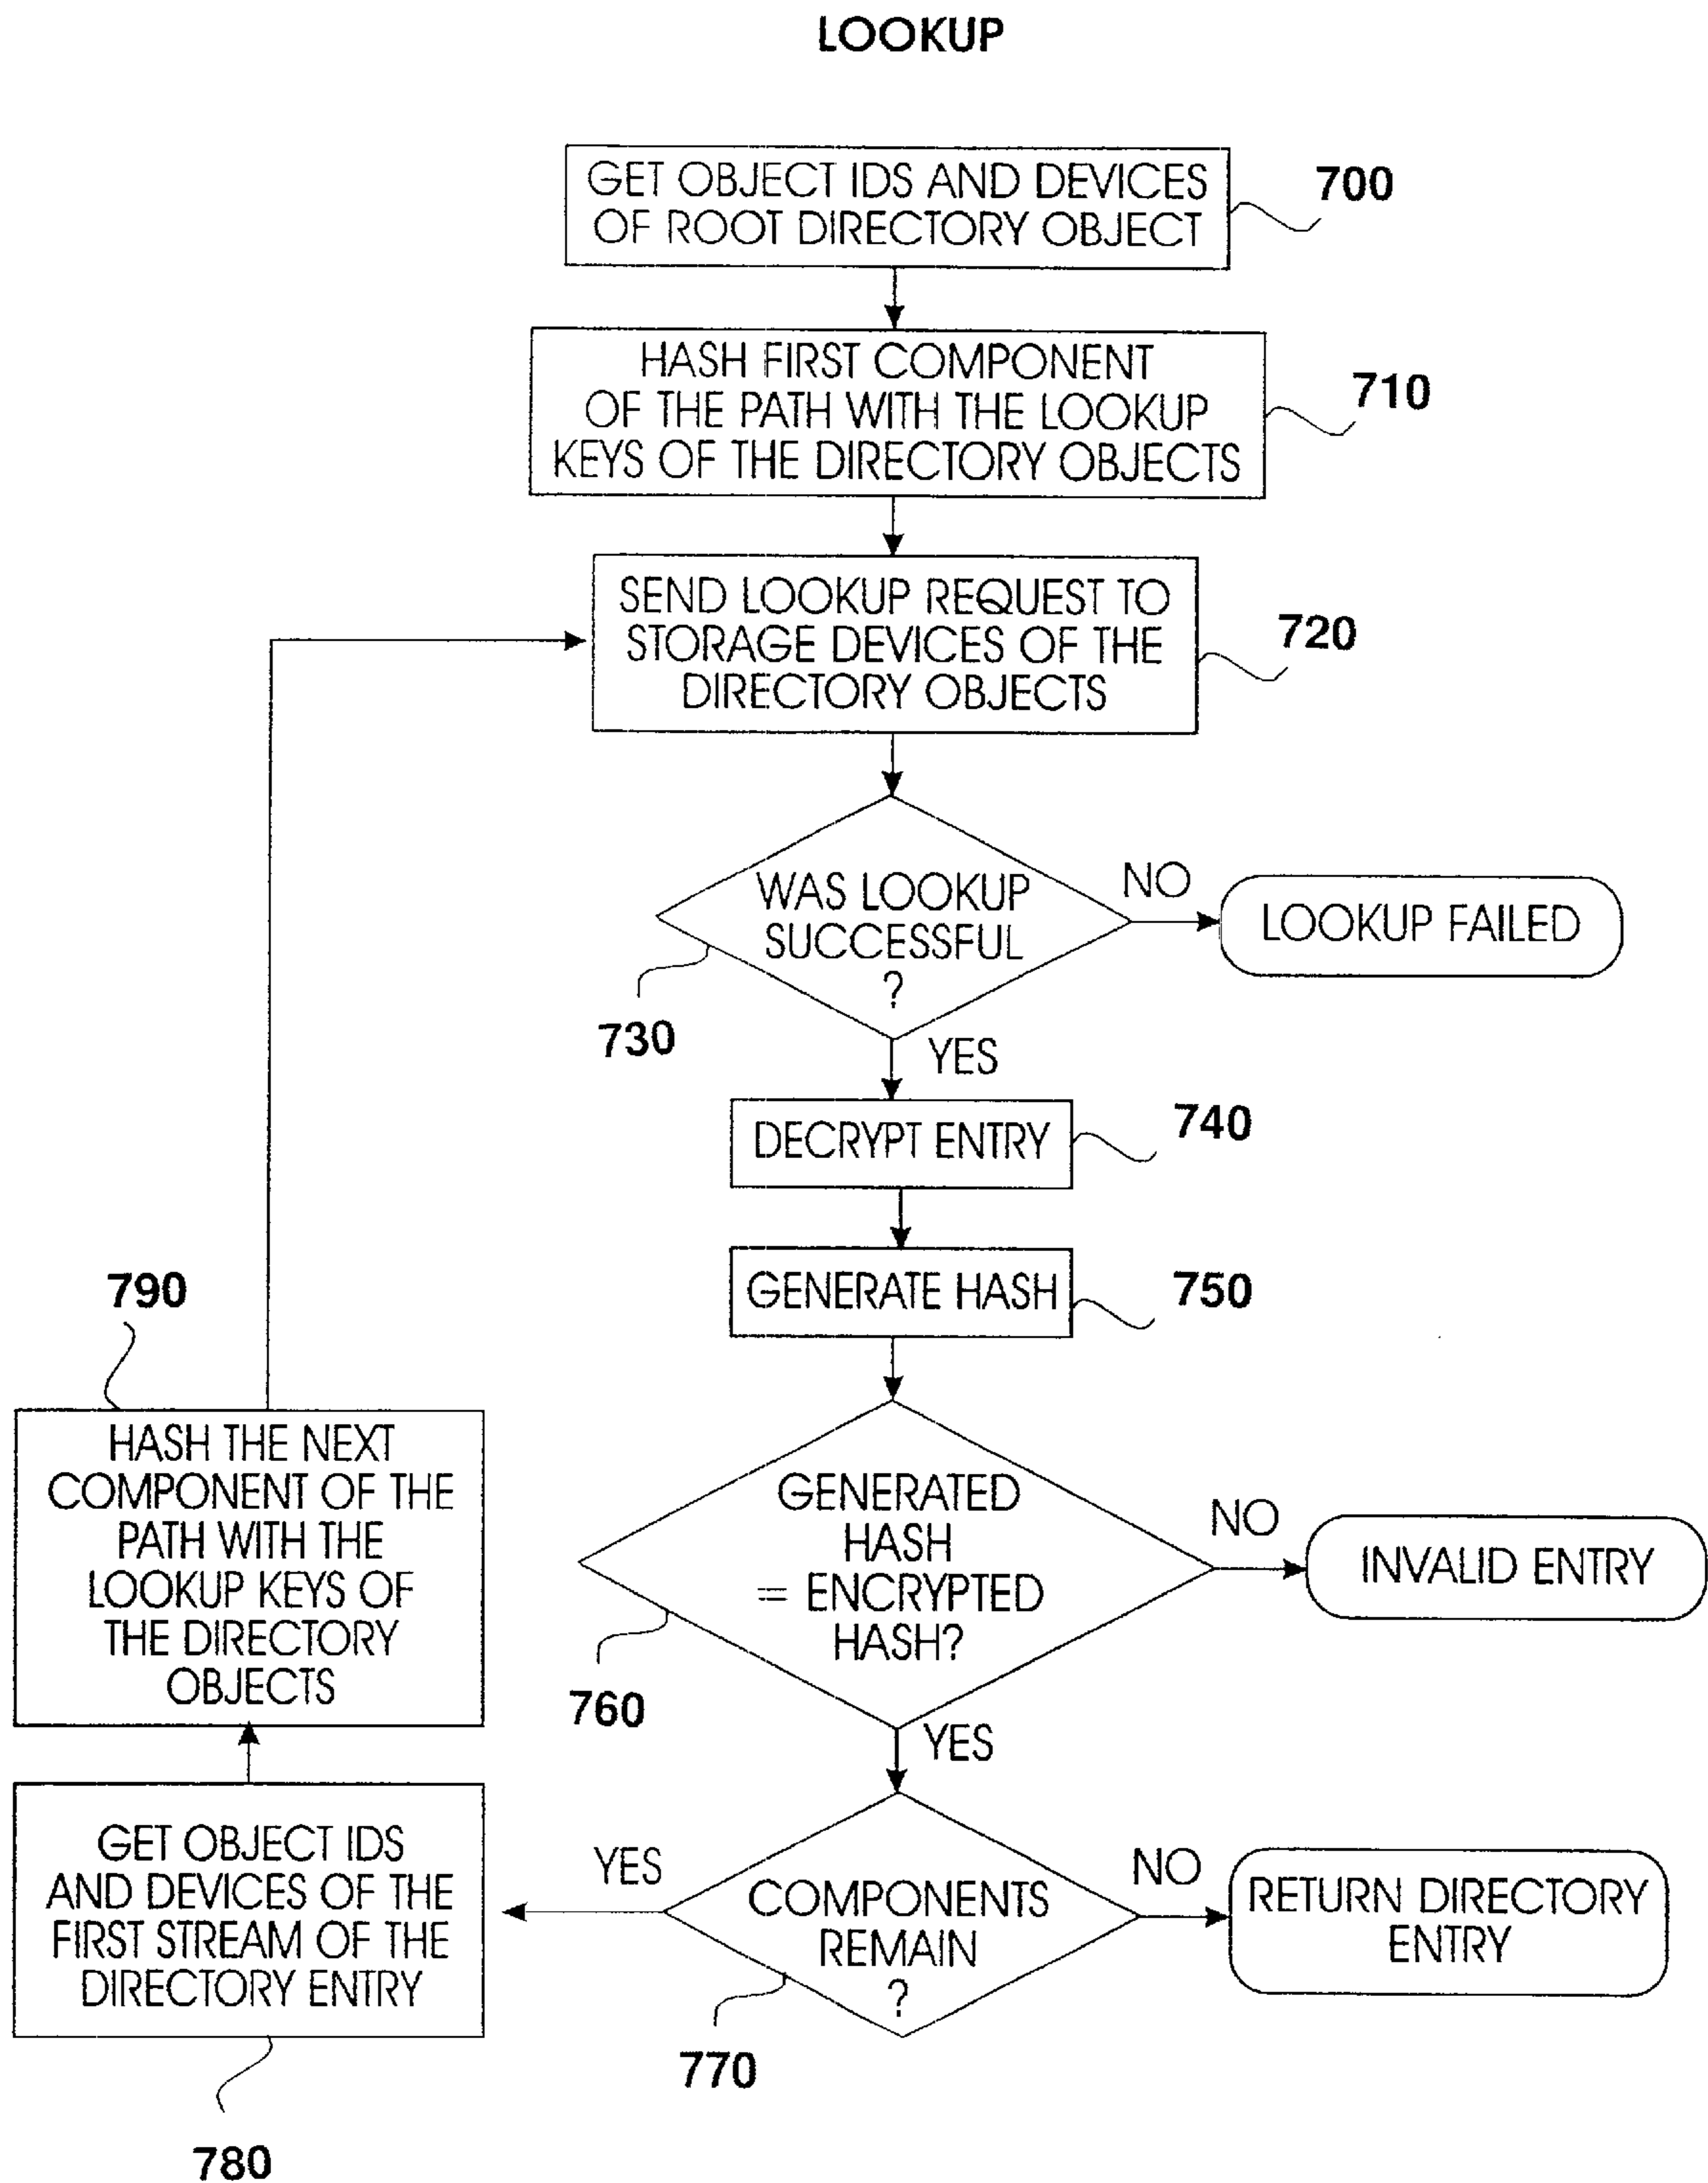 LOOKUP
GET OBJECT IDS AND DEVICES
OF ROOT DIRECTORY OBJECT
700
HASH FIRST COMPONENT
OF THE PATH WITH THE LOOKUP
KEYS OF THE DIRECTORY OBJECTS
710
SEND LOOKUP REQUEST TO
STORAGE DEVICES OF THE
DIRECTORY OBJECTS
720
WAS LOOKUP
SUCCESSFUL
?
730
NO
LOOKUP FAILED
YES
DECRYPT ENTRY
740
GENERATE HASH
750
GENERATED
HASH
= ENCRYPTED
HASH?
760
NO
INVALID ENTRY
YES
COMPONENTS
REMAIN
?
770
NO
RETURN DIRECTORY
ENTRY
YES
GET OBJECT IDS
AND DEVICES OF THE
FIRST STREAM OF THE
DIRECTORY ENTRY
780
790
HASH THE NEXT
COMPONENT OF THE
PATH WITH THE
LOOKUP KEYS OF
THE DIRECTORY
OBJECTS